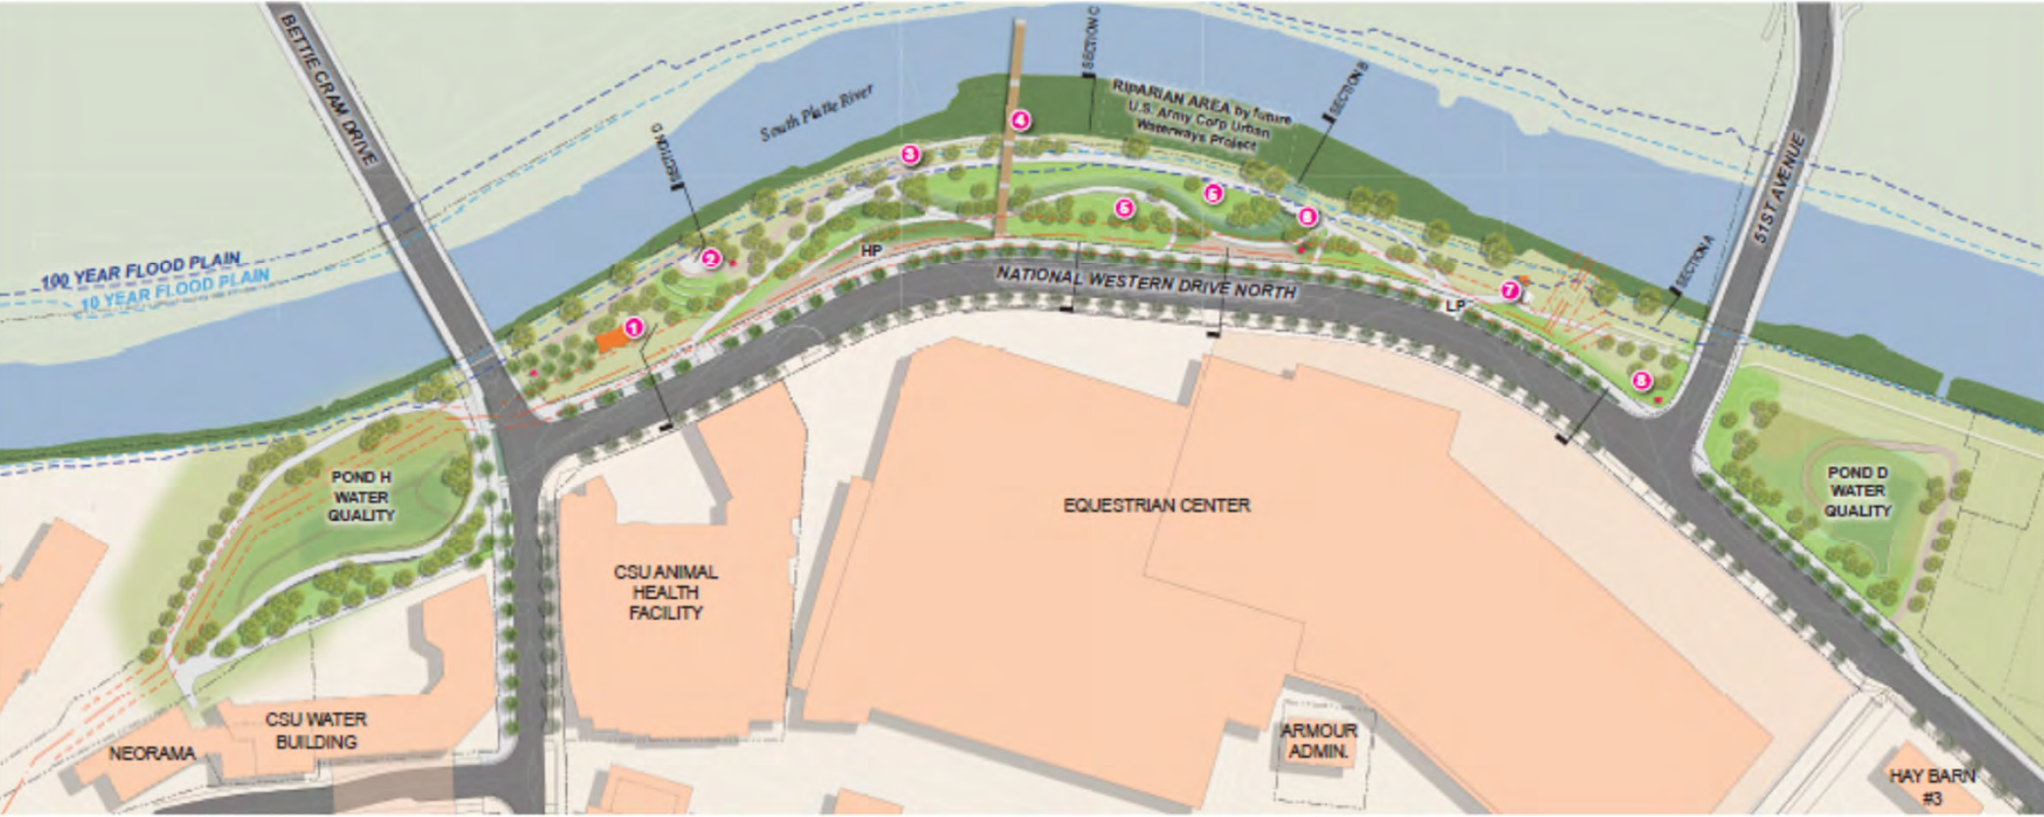 BETTIE CRAM DRIVE
SECTION C
SECTION B
SECTION A
SECTION D
South Platte River
RIPARIAN AREA by future
U.S. Army Corp Urban
Waterways Project
51ST AVENUE
100 YEAR FLOOD PLAIN
10 YEAR FLOOD PLAIN
1
2
3
4
5
5
6
7
8
HP
NATIONAL WESTERN DRIVE NORTH
LP
POND H
WATER
QUALITY
POND D
WATER
QUALITY
EQUESTRIAN CENTER
CSU ANIMAL
HEALTH
FACILITY
CSU WATER
BUILDING
NEORAMA
ARMOUR
ADMIN.
HAY BARN
#3